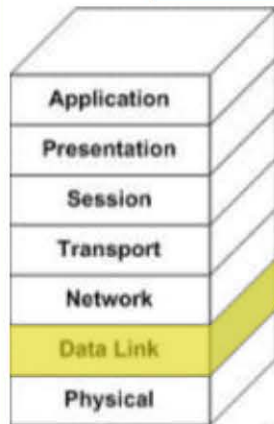 Application
Presentation
Session
Transport
Network
Data Link
Physical